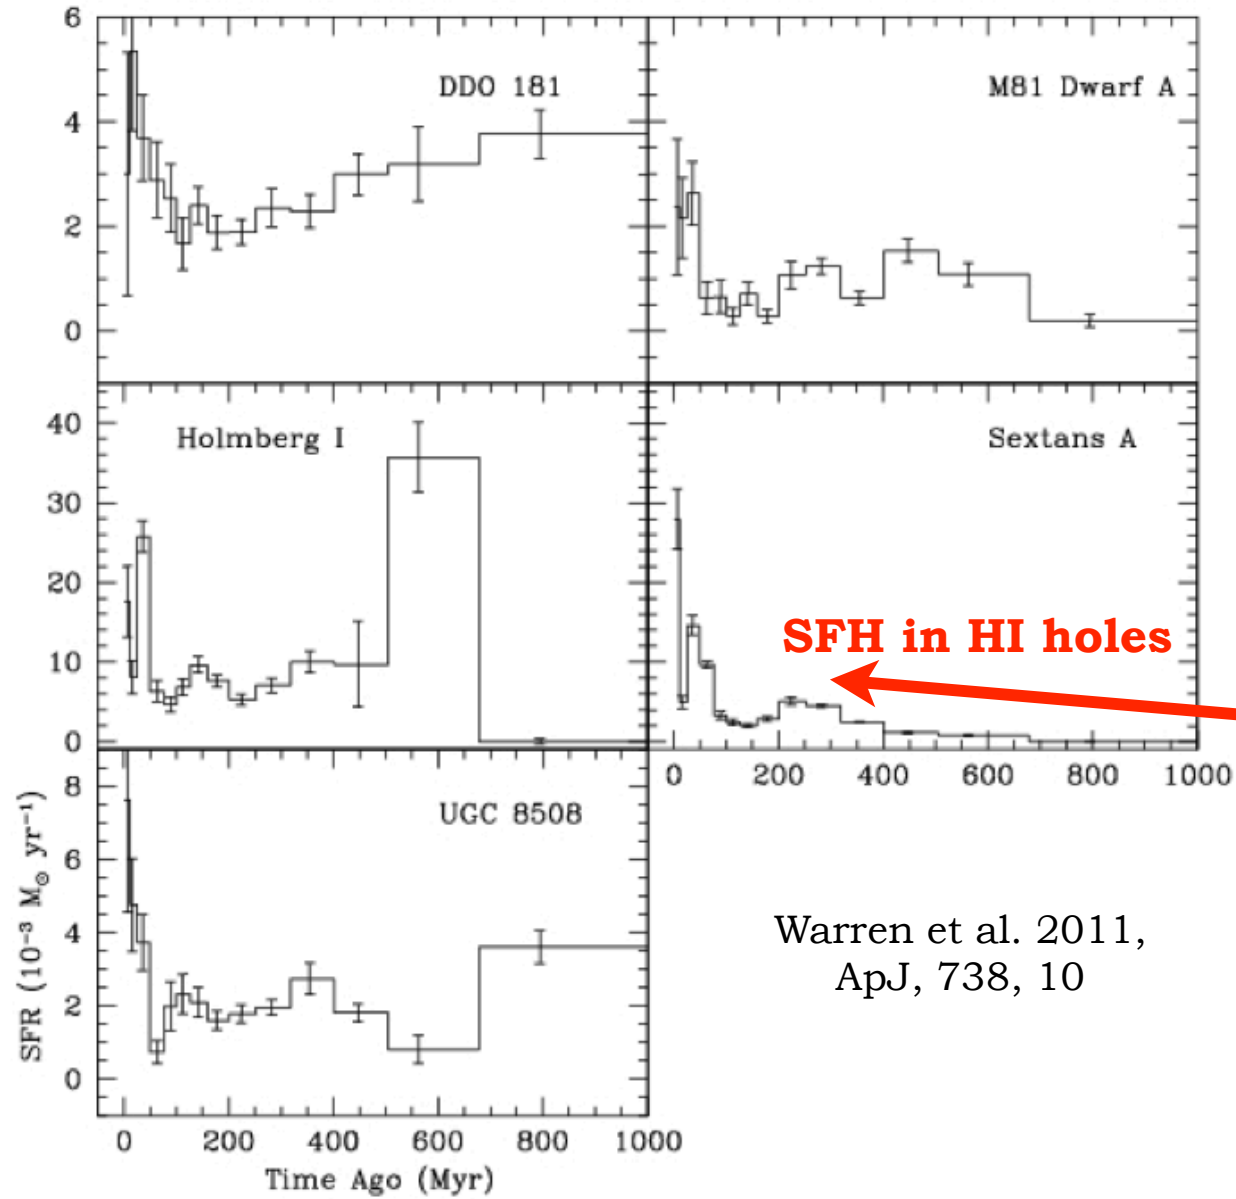 6
4
2
0
DDO 181
M81 Dwarf A
40
30
20
10
0
Holmberg I
Sextans A
SFH in HI holes
0 200 400 600 800 1000
8
6
4
2
0
UGC 8508
SFR (10⁻³ M⊙ yr⁻¹)
0 200 400 600 800 1000
Time Ago (Myr)
Warren et al. 2011,
ApJ, 738, 10